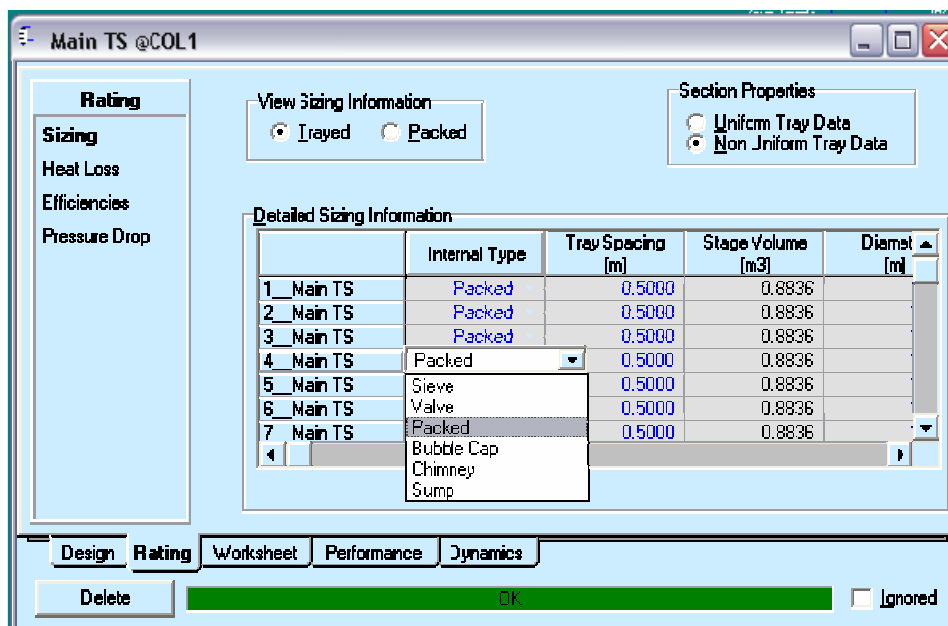 Main TS @COL1
Rating
Sizing
Heat Loss
Efficiencies
Pressure Drop
View Sizing Information
Trayed Packed
Section Properties
Uniform Tray Data
Non Uniform Tray Data
Detailed Sizing Information
Internal Type Tray Spacing [m] Stage Volume [m3] Diamet [m]
1__Main TS Packed 0.5000 0.8836
2__Main TS Packed 0.5000 0.8836
3__Main TS Packed 0.5000 0.8836
4__Main TS Packed 0.5000 0.8836
5__Main TS 0.5000 0.8836
6__Main TS 0.5000 0.8836
7__Main TS 0.5000 0.8836
Sieve
Valve
Packed
Bubble Cap
Chimney
Sump
Design Rating Worksheet Performance Dynamics
Delete OK Ignored